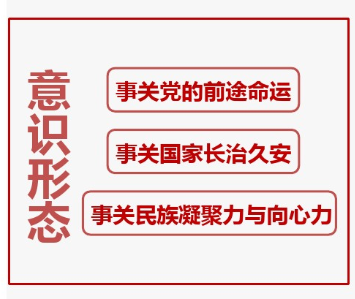 意识形态
事关党的前途命运
事关国家长治久安
事关民族凝聚力与向心力